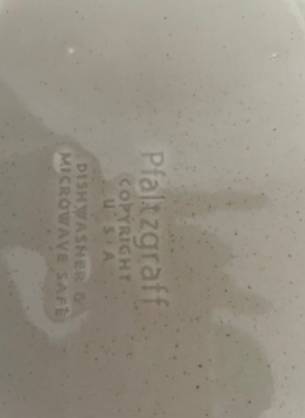 Pfaltzgraff
COPYRIGHT
U S A
DISHWASHER &
MICROWAVE SAFE